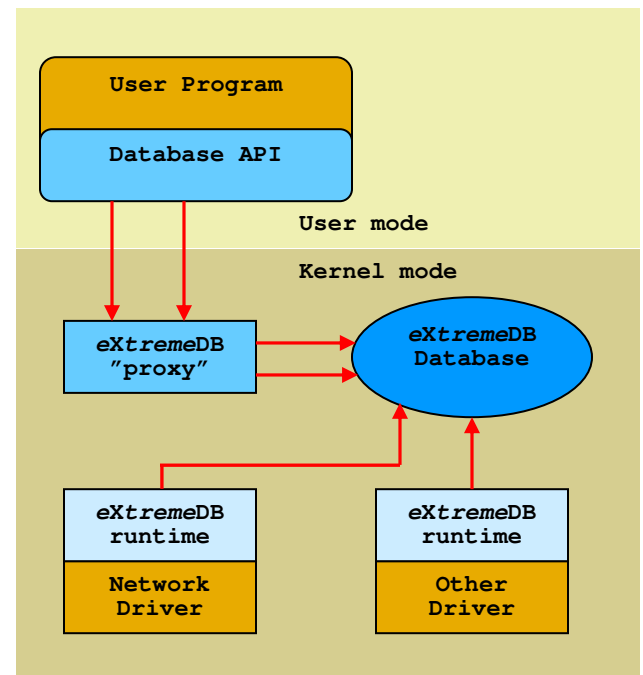 User Program
Database API
User mode
Kernel mode
eXtremeDB
”proxy”
eXtremeDB
Database
eXtremeDB
runtime
Network
Driver
eXtremeDB
runtime
Other
Driver